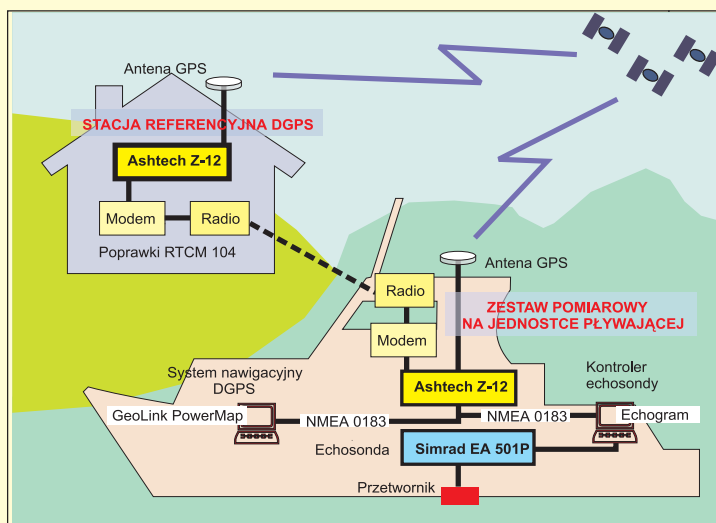 Antena GPS
STACJA REFERENCYJNA DGPS
Ashtech Z-12
Modem
Radio
Poprawki RTCM 104
Antena GPS
Radio
ZESTAW POMIAROWY
NA JEDNOSTCE PŁYWAJĄCEJ
Modem
System nawigacyjny
DGPS
Ashtech Z-12
Kontroler
echosondy
GeoLink PowerMap
NMEA 0183
NMEA 0183
Echogram
Echosonda
Simrad EA 501P
Przetwornik